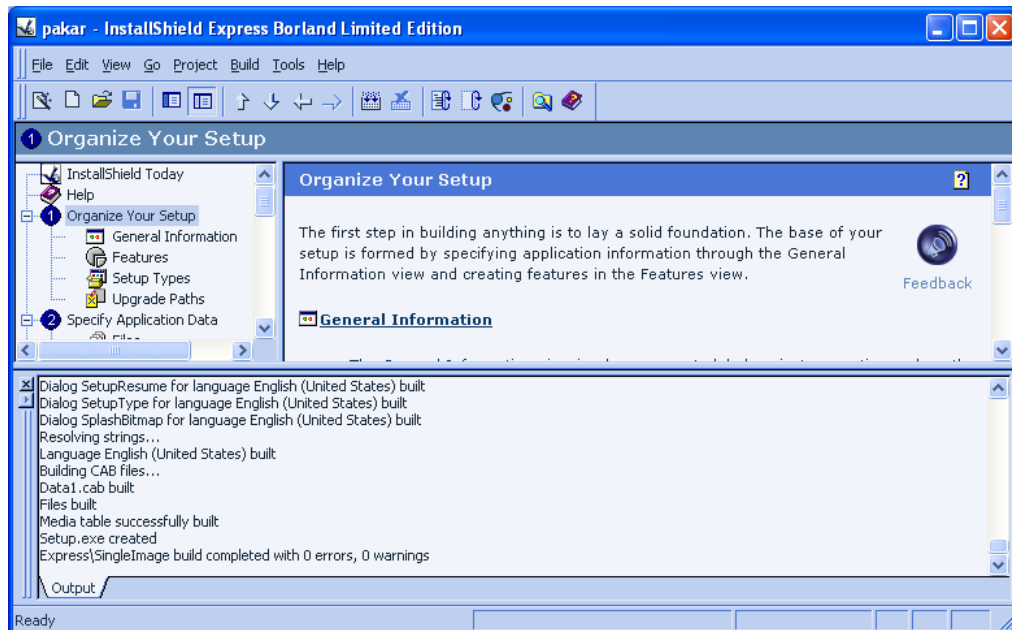 pakar - InstallShield Express Borland Limited Edition
File Edit View Go Project Build Tools Help
1 Organize Your Setup
InstallShield Today
Help
1 Organize Your Setup
General Information
Features
Setup Types
Upgrade Paths
2 Specify Application Data
Organize Your Setup
The first step in building anything is to lay a solid foundation. The base of your
setup is formed by specifying application information through the General
Information view and creating features in the Features view.
Feedback
General Information
Dialog SetupResume for language English (United States) built
Dialog SetupType for language English (United States) built
Dialog SplashBitmap for language English (United States) built
Resolving strings...
Language English (United States) built
Building CAB files...
Data1.cab built
Files built
Media table successfully built
Setup.exe created
Express\SingleImage build completed with 0 errors, 0 warnings
Output
Ready